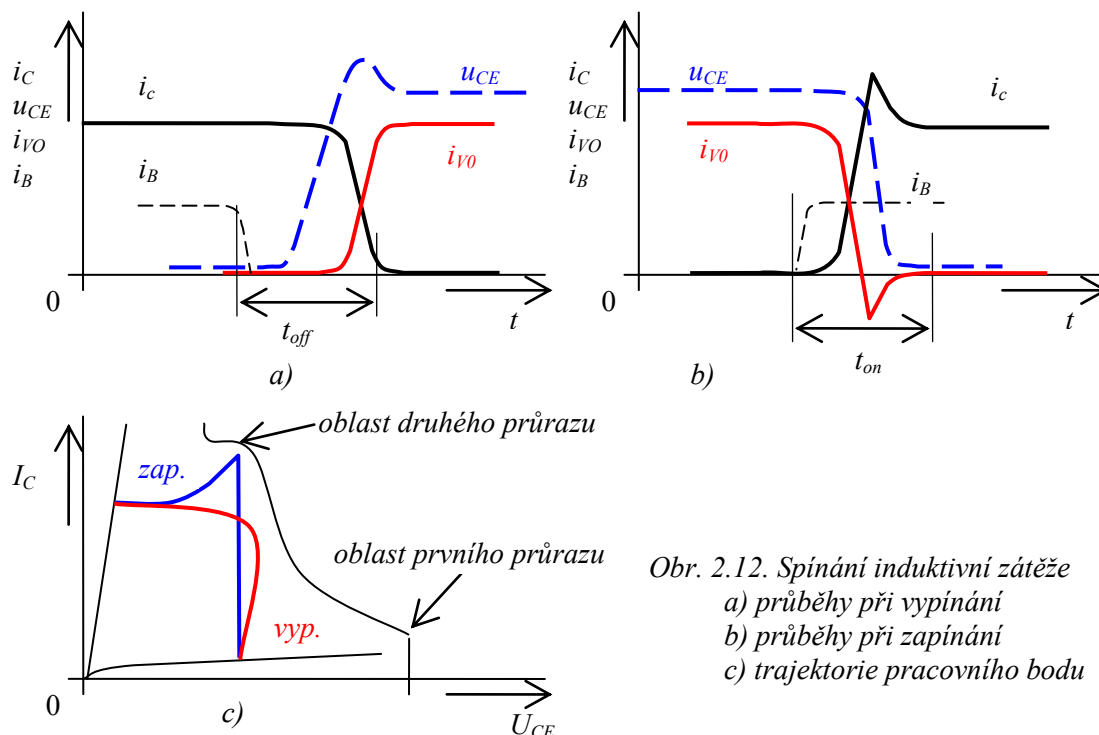 i_C
u_CE
i_VO
i_B
i_c
i_B
u_CE
i_V0
0
t_off
t
a)
i_C
u_CE
i_VO
i_B
u_CE
i_c
i_V0
i_B
0
t_on
t
b)
I_C
zap.
vyp.
oblast druhého průrazu
oblast prvního průrazu
0
c)
U_CE
Obr. 2.12. Spínání induktivní zátěže
a) průběhy při vypínání
b) průběhy při zapínání
c) trajektorie pracovního bodu